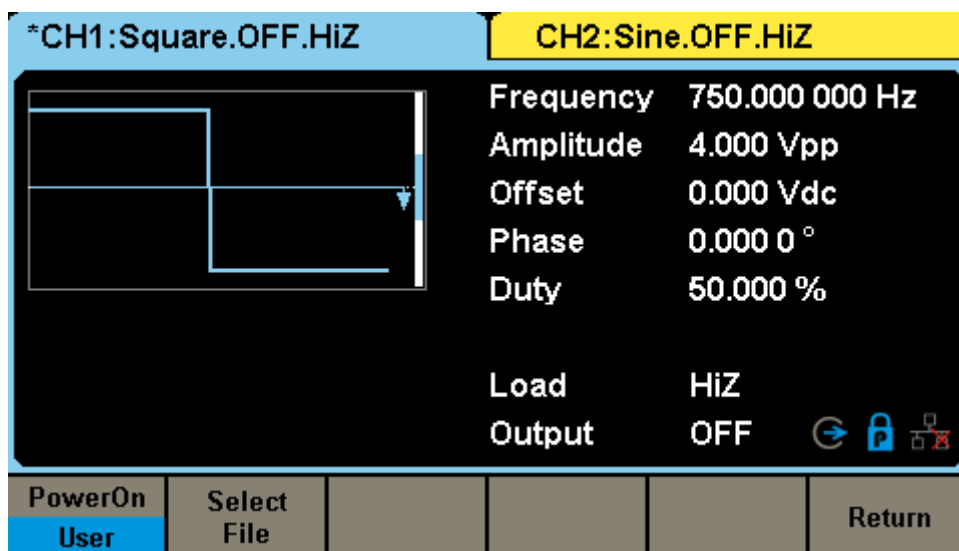 *CH1:Square.OFF.HiZ CH2:Sine.OFF.HiZ
Frequency 750.000 000 Hz
Amplitude 4.000 Vpp
Offset 0.000 Vdc
Phase 0.000 0 °
Duty 50.000 %
Load HiZ
Output OFF
P
PowerOn
User
Select
File
Return